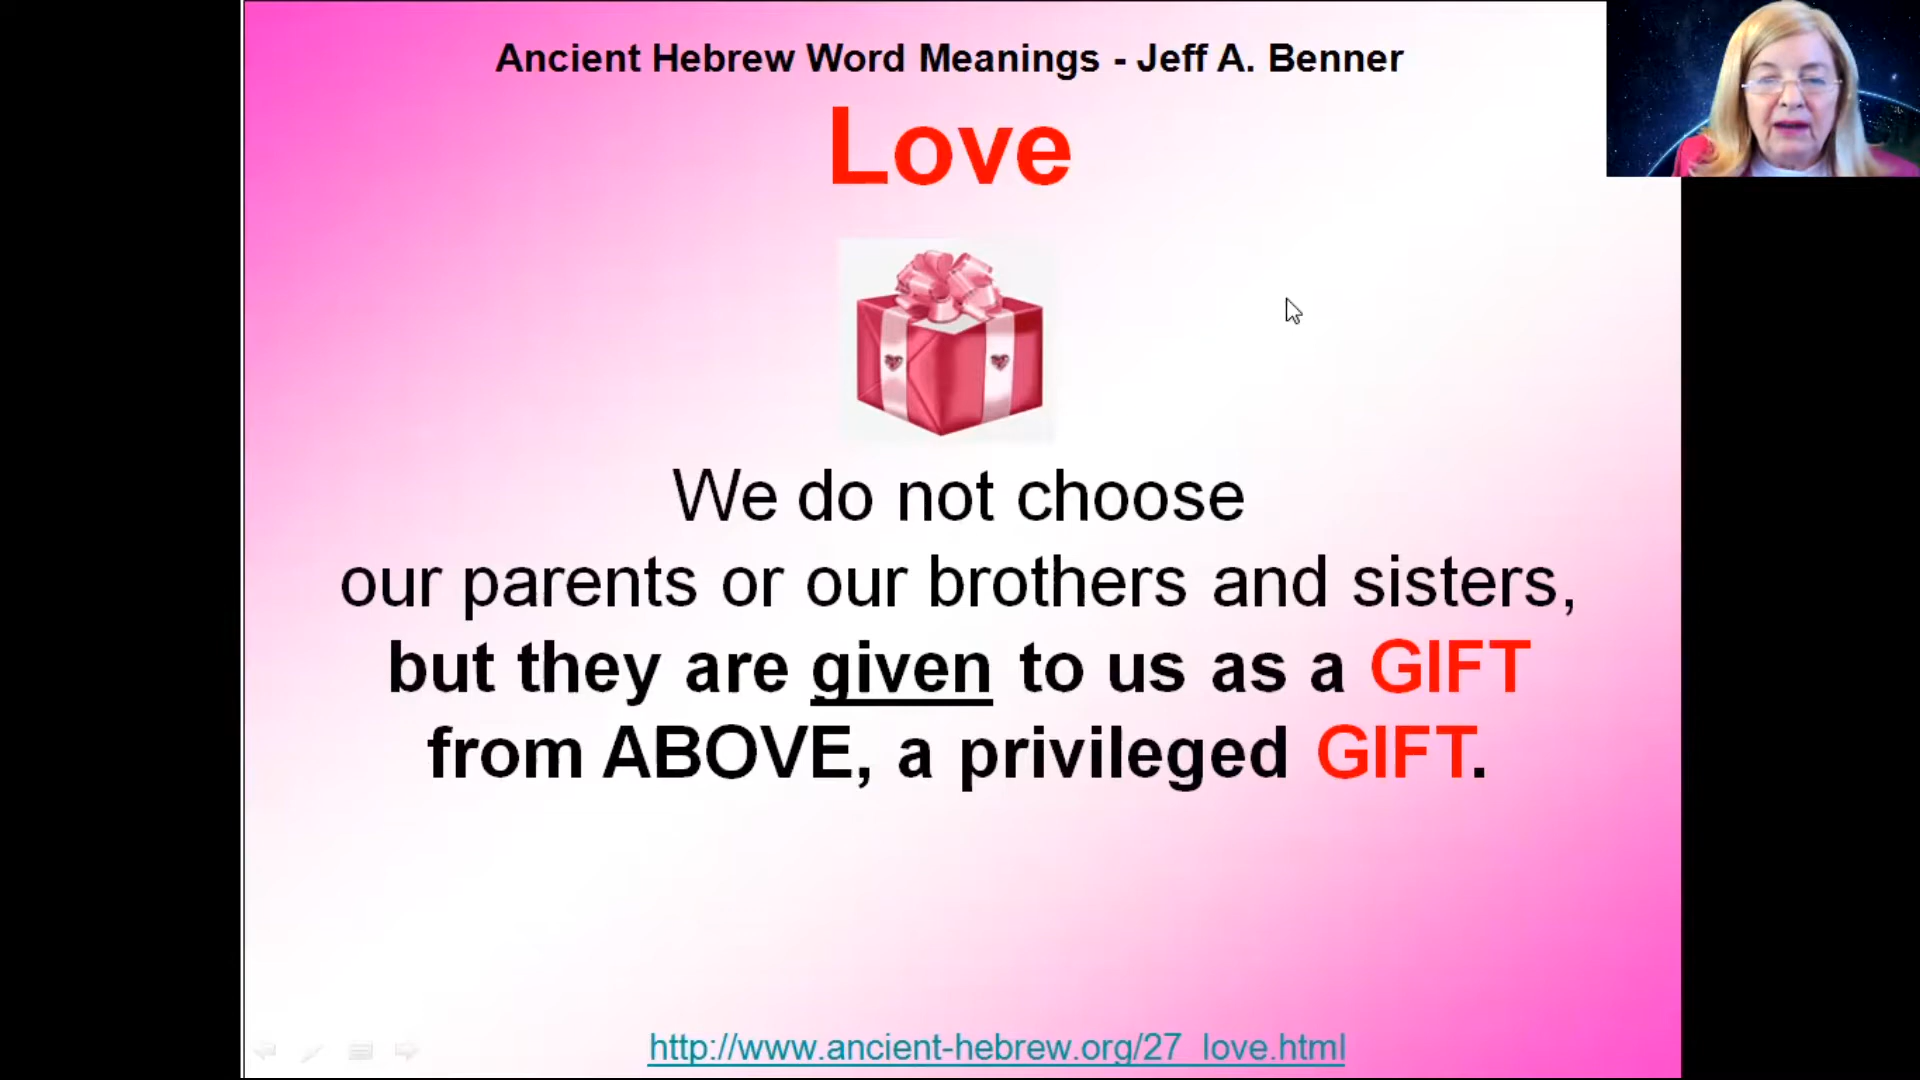 Ancient Hebrew Word Meanings - Jeff A. Benner
Love
We do not choose
our parents or our brothers and sisters,
but they are given to us as a GIFT
from ABOVE, a privileged GIFT.
http://www.ancient-hebrew.org/27_love.html